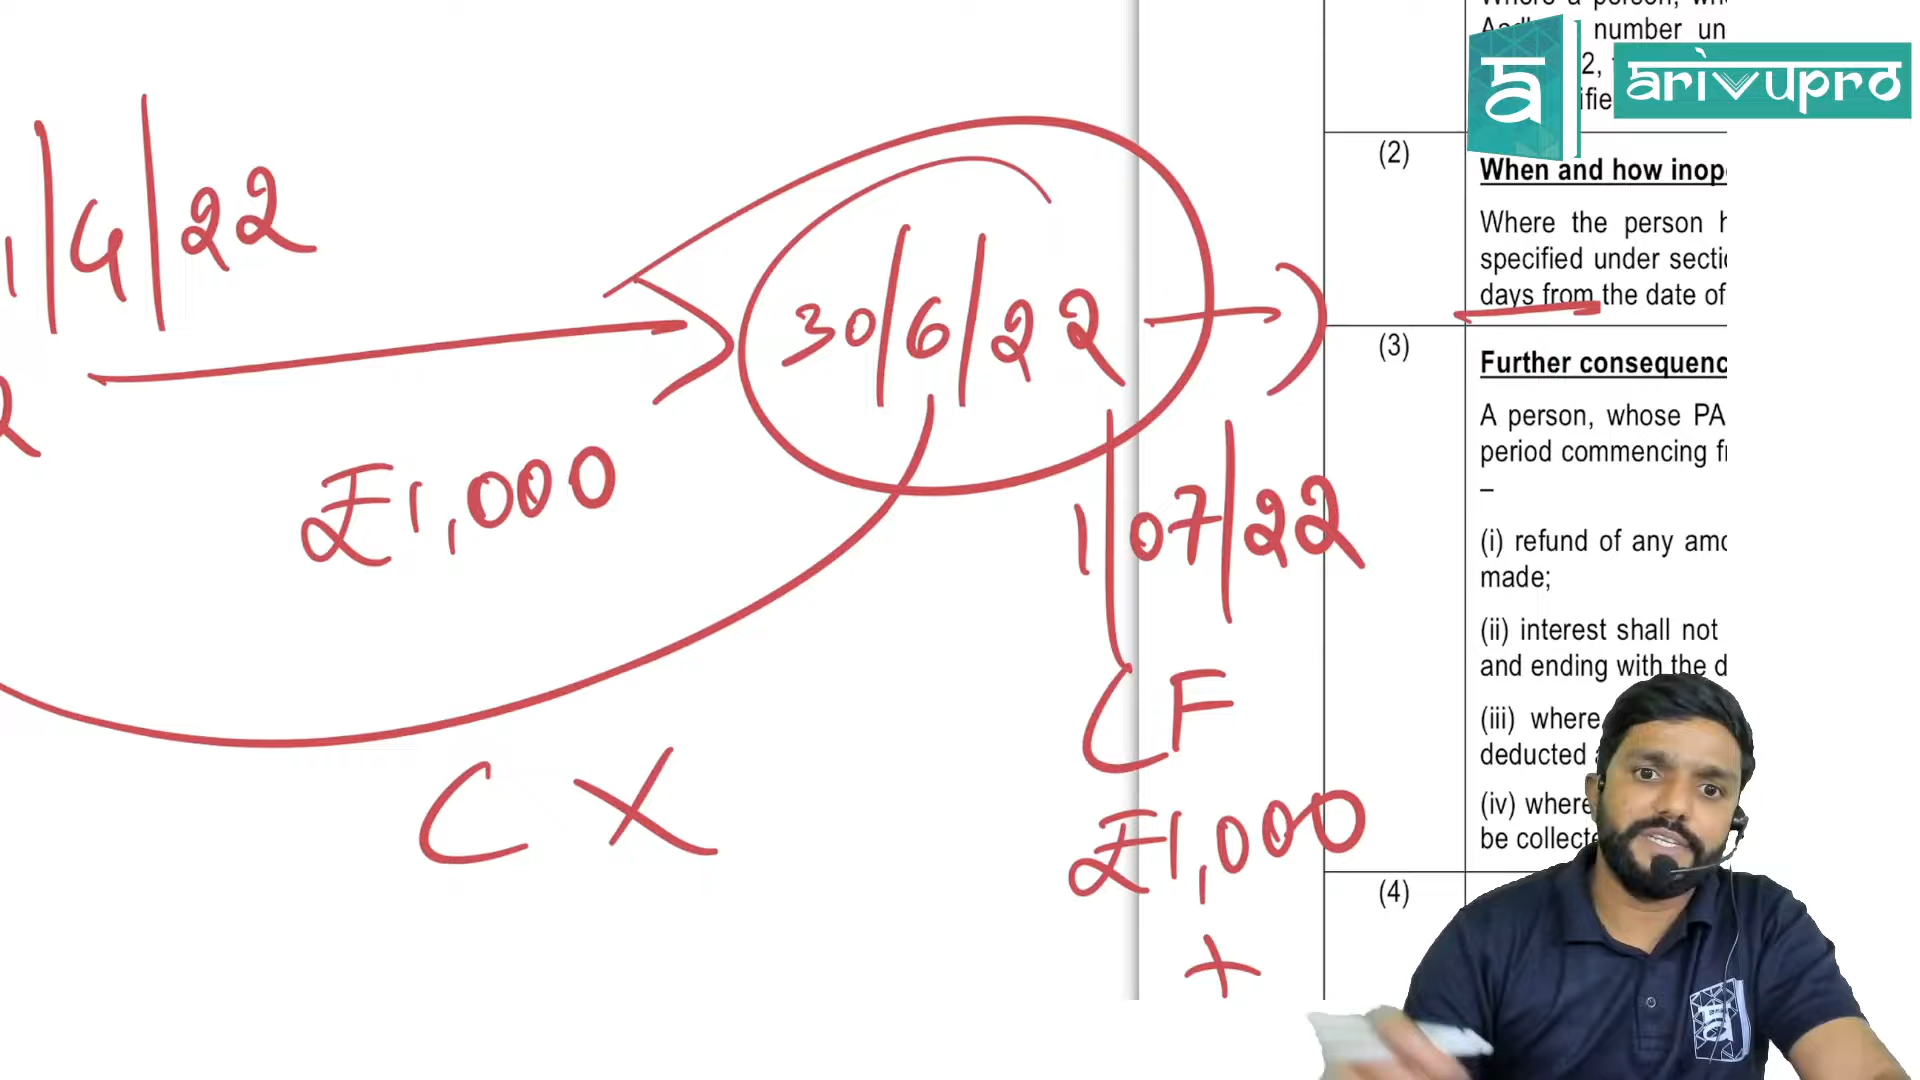 1|4|22
30/6/22
₹1,000
1|07|22
CF
C X
₹1,000
+
number un
2,
(2)
When and how inop
Where the person h
specified under secti
days from the date of
(3)
Further consequenc
A person, whose PA
period commencing fr
–
(i) refund of any amo
made;
(ii) interest shall not
and ending with the d
(iii) where
deducted
(iv) where
be collecte
(4)
arivupro